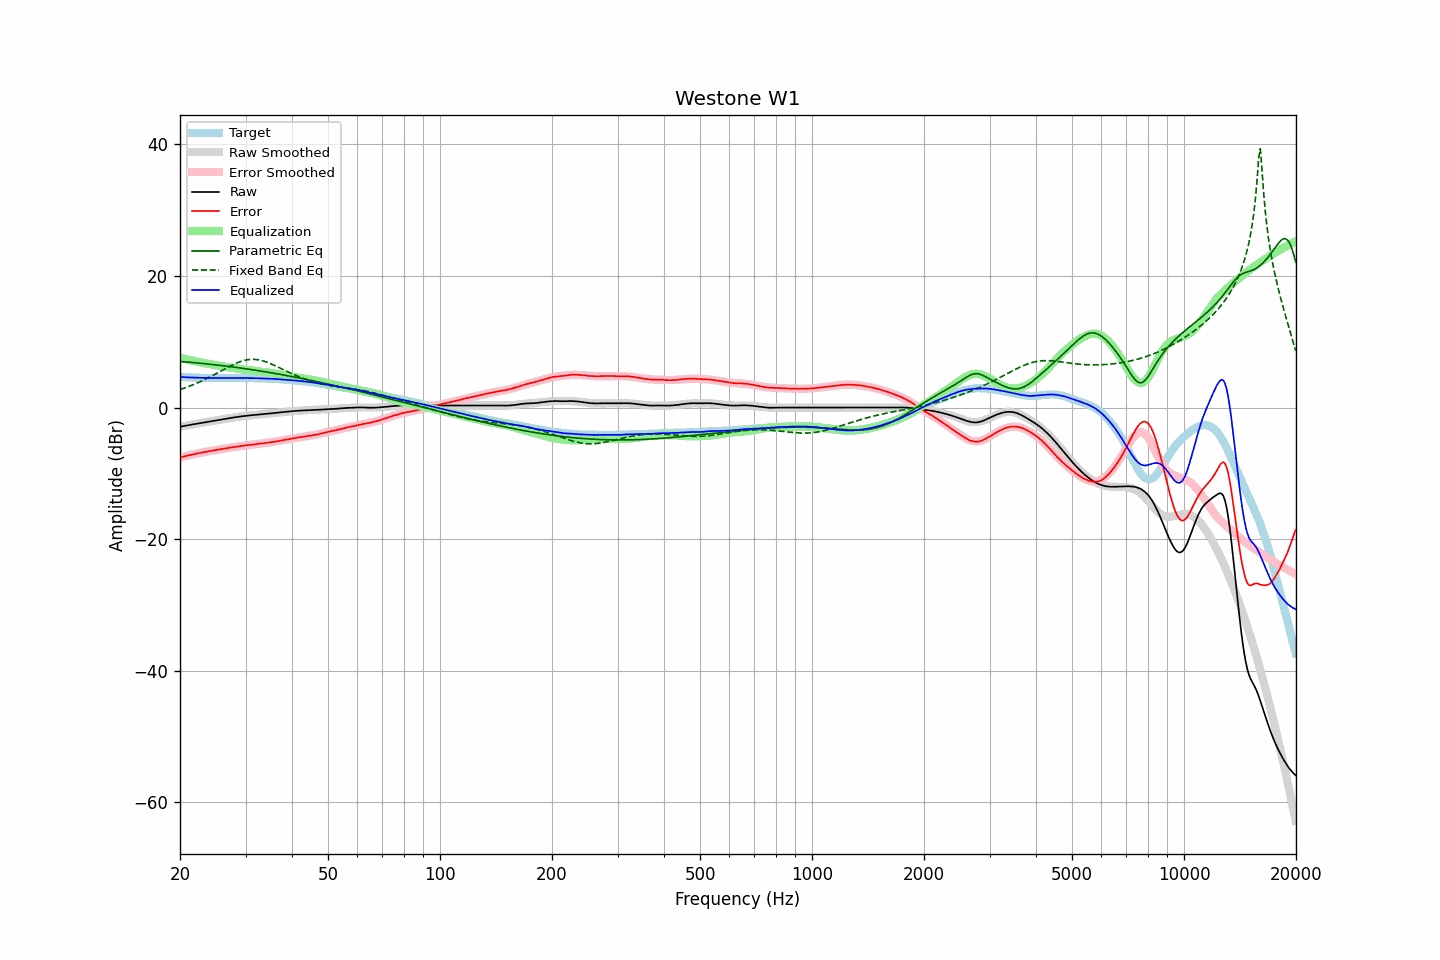 Westone W1
Target
Raw Smoothed
Error Smoothed
Raw
Error
Equalization
Parametric Eq
Fixed Band Eq
Equalized
Amplitude (dBr)
40
20
0
−20
−40
−60
20 50 100 200 500 1000 2000 5000 10000 20000
Frequency (Hz)